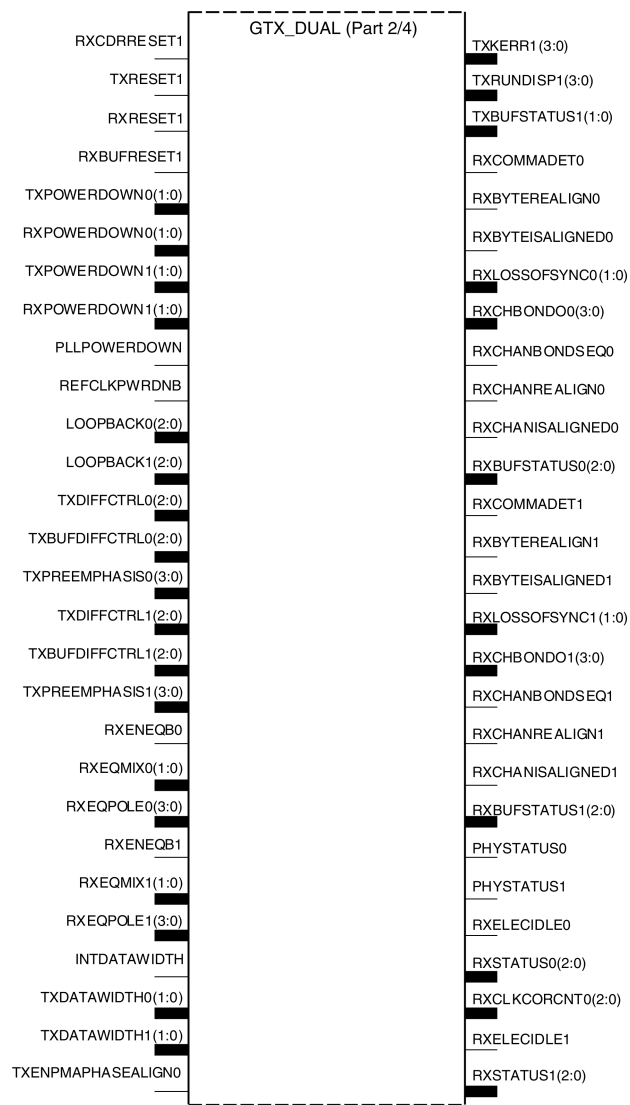 GTX_DUAL (Part 2/4)
RXCDRRESET1
TXRESET1
RXRESET1
RXBUFRESET1
TXPOWERDOWN0(1:0)
RXPOWERDOWN0(1:0)
TXPOWERDOWN1(1:0)
RXPOWERDOWN1(1:0)
PLLPOWERDOWN
REFCLKPWRDNB
LOOPBACK0(2:0)
LOOPBACK1(2:0)
TXDIFFCTRL0(2:0)
TXBUFDIFFCTRL0(2:0)
TXPREEMPHASIS0(3:0)
TXDIFFCTRL1(2:0)
TXBUFDIFFCTRL1(2:0)
TXPREEMPHASIS1(3:0)
RXENEQB0
RXEQMIX0(1:0)
RXEQPOLE0(3:0)
RXENEQB1
RXEQMIX1(1:0)
RXEQPOLE1(3:0)
INTDATAWIDTH
TXDATAWIDTH0(1:0)
TXDATAWIDTH1(1:0)
TXENPMAPHASEALIGN0
TXKERR1(3:0)
TXRUNDISP1(3:0)
TXBUFSTATUS1(1:0)
RXCOMMADET0
RXBYTEREALIGN0
RXBYTEISALIGNED0
RXLOSSOFSYNC0(1:0)
RXCHBONDO0(3:0)
RXCHANBONDSEQ0
RXCHANREALIGN0
RXCHANISALIGNED0
RXBUFSTATUS0(2:0)
RXCOMMADET1
RXBYTEREALIGN1
RXBYTEISALIGNED1
RXLOSSOFSYNC1(1:0)
RXCHBONDO1(3:0)
RXCHANBONDSEQ1
RXCHANREALIGN1
RXCHANISALIGNED1
RXBUFSTATUS1(2:0)
PHYSTATUS0
PHYSTATUS1
RXELECIDLE0
RXSTATUS0(2:0)
RXCLKCORCNT0(2:0)
RXELECIDLE1
RXSTATUS1(2:0)